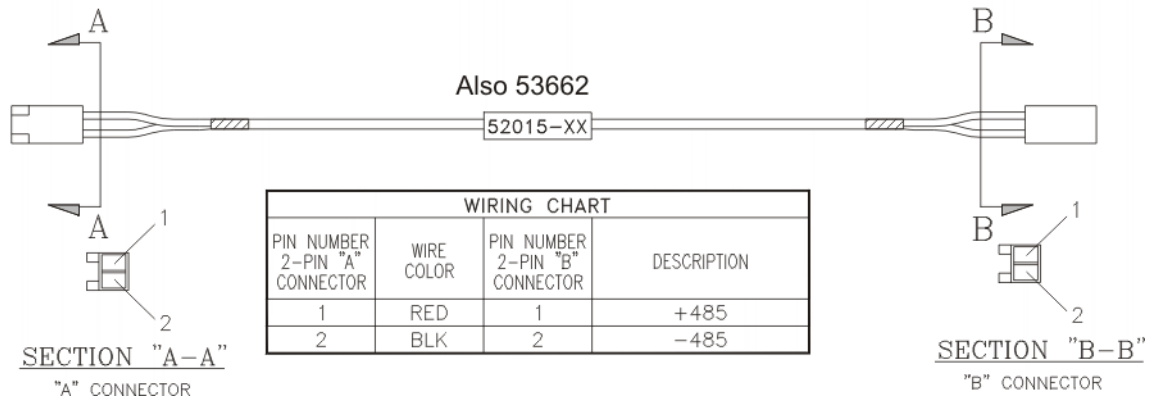 A
B
Also 53662
52015-XX
A
B
1
2
SECTION "A-A"
"A" CONNECTOR
WIRING CHART
PIN NUMBER 2-PIN "A" CONNECTOR
WIRE COLOR
PIN NUMBER 2-PIN "B" CONNECTOR
DESCRIPTION
1 RED 1 +485
2 BLK 2 -485
1
2
SECTION "B-B"
"B" CONNECTOR